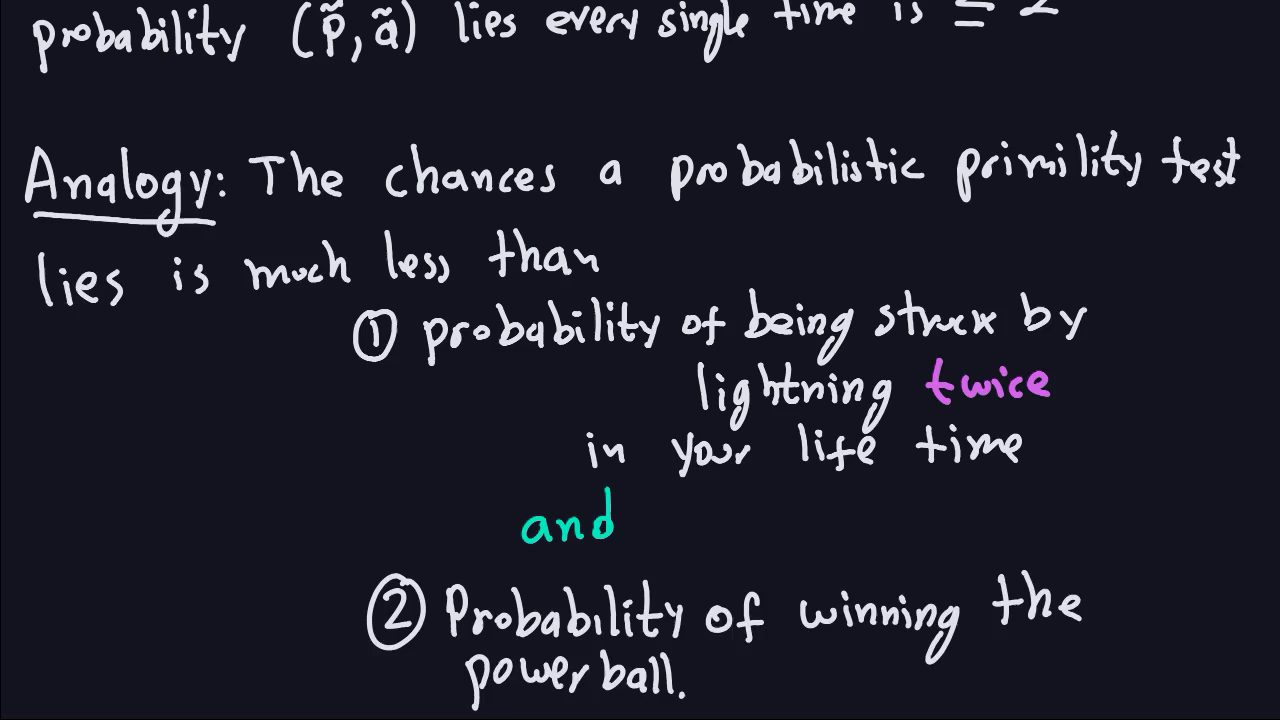 probability (p̃, ã) lies every single time is
Analogy: The chances a probabilistic primility test
lies is much less than
① probability of being struck by
lightning twice
in your life time
and
② Probability of winning the
powerball.